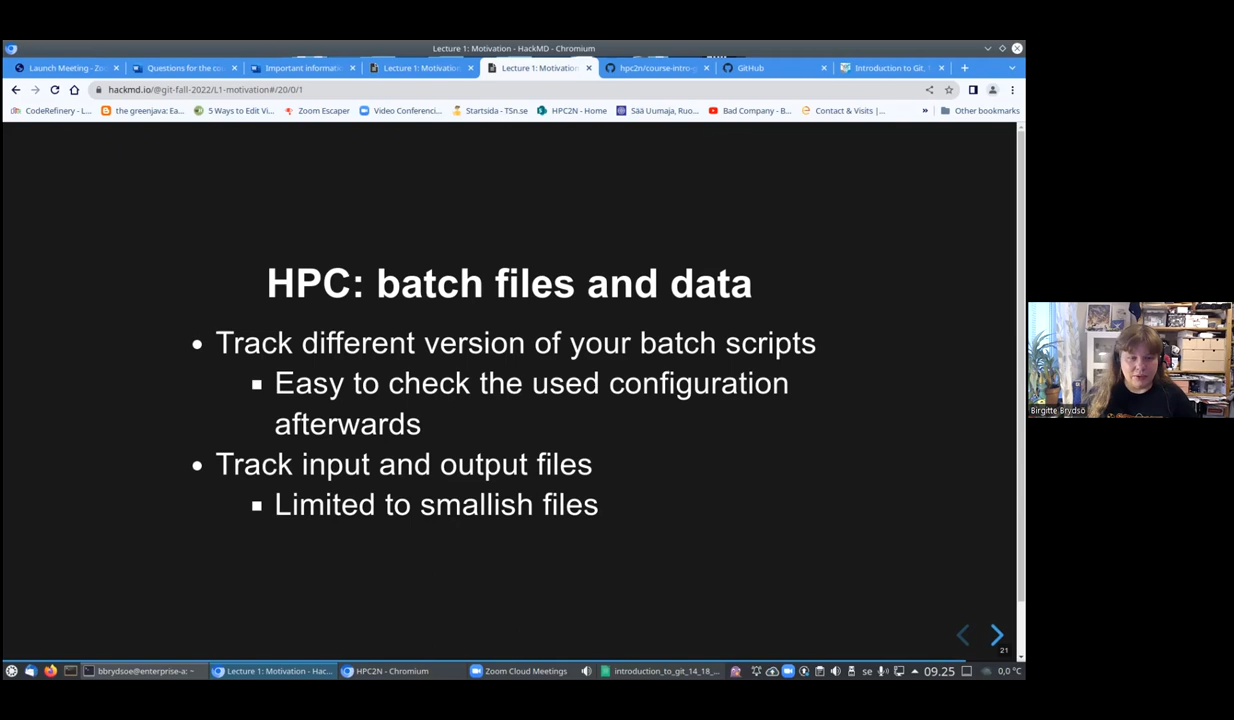 Lecture 1: Motivation - HackMD - Chromium
Launch Meeting - Zo
Questions for the co
Important informati
Lecture 1: Motivation
Lecture 1: Motivation
hpc2n/course-intro-g
GitHub
Introduction to Git, 1
hackmd.io/@git-fall-2022/L1-motivation#/20/0/1
CodeRefinery - L...
the greenjava: Ea...
5 Ways to Edit Vi...
Zoom Escaper
Video Conferenci...
Startsida - TSn.se
HPC2N - Home
Sää Uumaja, Ruo...
Bad Company - B...
Contact & Visits |...
»
Other bookmarks
HPC: batch files and data
• Track different version of your batch scripts
▪ Easy to check the used configuration
afterwards
• Track input and output files
▪ Limited to smallish files
Birgitte Brydsö
21
bbrydsoe@enterprise-a: ~
Lecture 1: Motivation - Hac...
HPC2N - Chromium
Zoom Cloud Meetings
introduction_to_git_14_18_...
se
09.25
0,0 °C